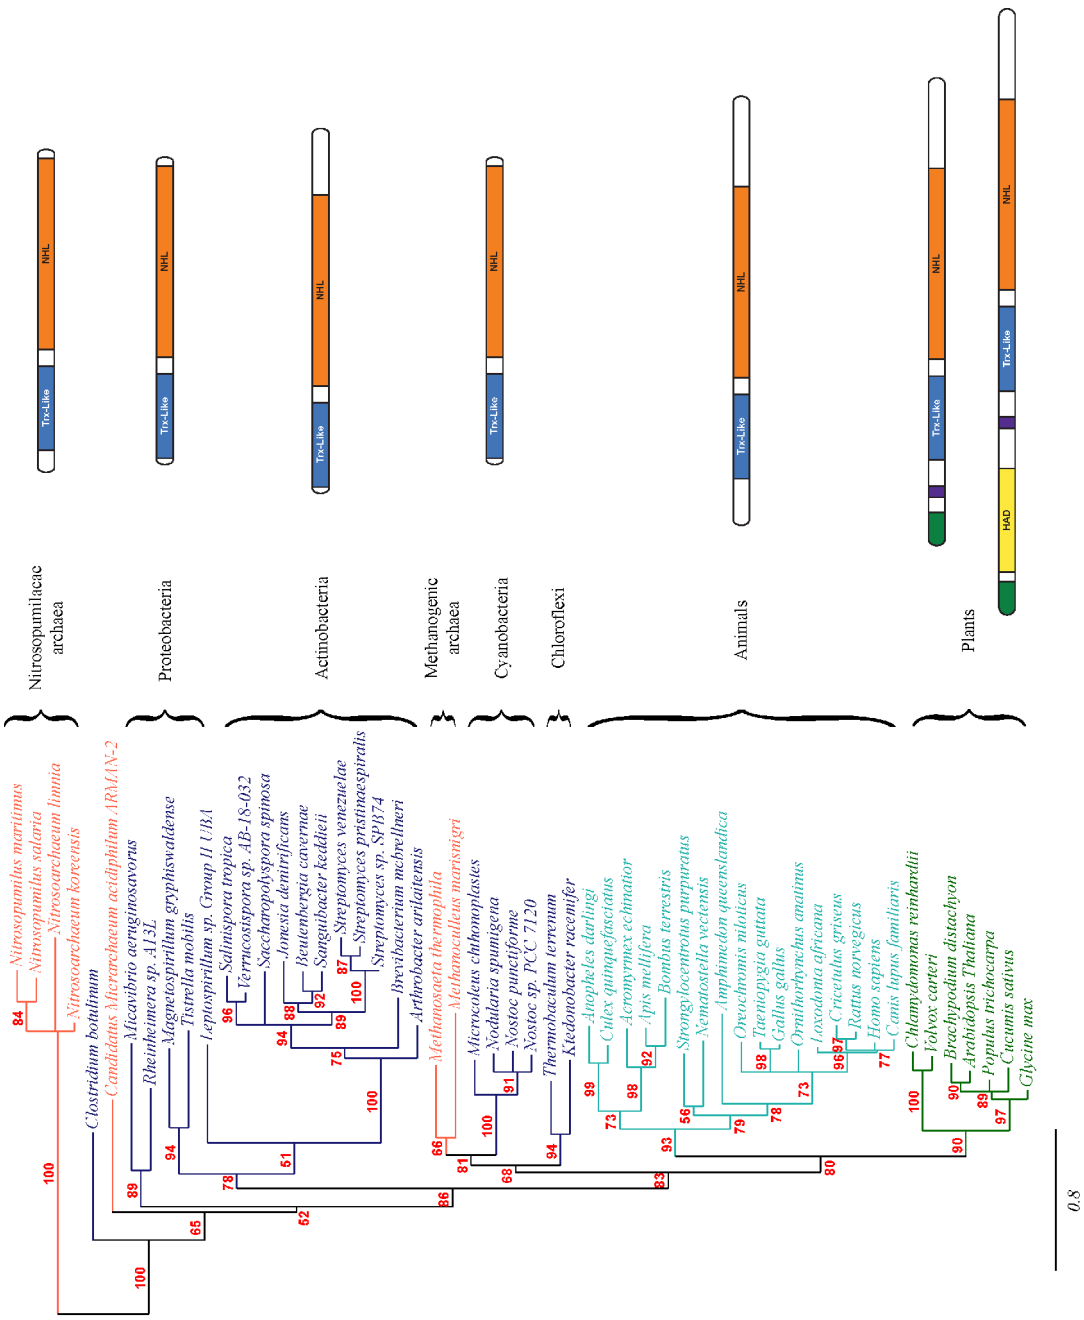 Nitrosopumilus maritimus
Nitrosopumilus salaria
Nitrosoarchaeum limnia
Nitrosoarchaeum koreensis
Clostridium botulinum
Candidatus Micrarchaeum acidiphilum ARMAN-2
Micavibrio aeruginosavorus
Rheinheimera sp. A13L
Magnetospirillum gryphiswaldense
Tistrella mobilis
Leptospirillum sp. Group II UBA
Salinispora tropica
Verrucosispora sp. AB-18-032
Saccharopolyspora spinosa
Jonesia denitrificans
Beutenbergia cavernae
Sanguibacter keddieii
Streptomyces venezuelae
Streptomyces pristinaespiralis
Streptomyces sp. SPB74
Brevibacterium mcbrellneri
Arthrobacter arilaitensis
Methanosaeta thermophila
Methanoculleus marisnigri
Microcoleus chthonoplastes
Nodularia spumigena
Nostoc punctiforme
Nostoc sp. PCC 7120
Thermobaculum terrenum
Ktedonobacter racemifer
Anopheles darlingi
Culex quinquefasciatus
Acromyrmex echinatior
Apis mellifera
Bombus terrestris
Strongylocentrotus purpuratus
Nematostella vectensis
Amphimedon queenslandica
Oreochromis niloticus
Taeniopygia guttata
Gallus gallus
Ornithorhynchus anatinus
Loxodonta africana
Cricetulus griseus
Rattus norvegicus
Homo sapiens
Canis lupus familiaris
Chlamydomonas reinhardtii
Volvox carteri
Brachypodium distachyon
Arabidopsis Thaliana
Populus trichocarpa
Cucumis sativus
Glycine max
84
100
100
65
52
89
94
78
51
96
94
88
92
89
87
100
75
100
86
66
81
100
91
68
94
83
99
73
98
92
93
56
79
78
98
73
96
97
77
80
100
90
89
97
90
0.8
Nitrosopumilacae
archaea
Proteobacteria
Actinobacteria
Methanogenic
archaea
Cyanobacteria
Chloroflexi
Animals
Plants
Trx-Like
NHL
Trx-Like
NHL
Trx-Like
NHL
Trx-Like
NHL
Trx-Like
NHL
Trx-Like
NHL
HAD
Trx-Like
NHL